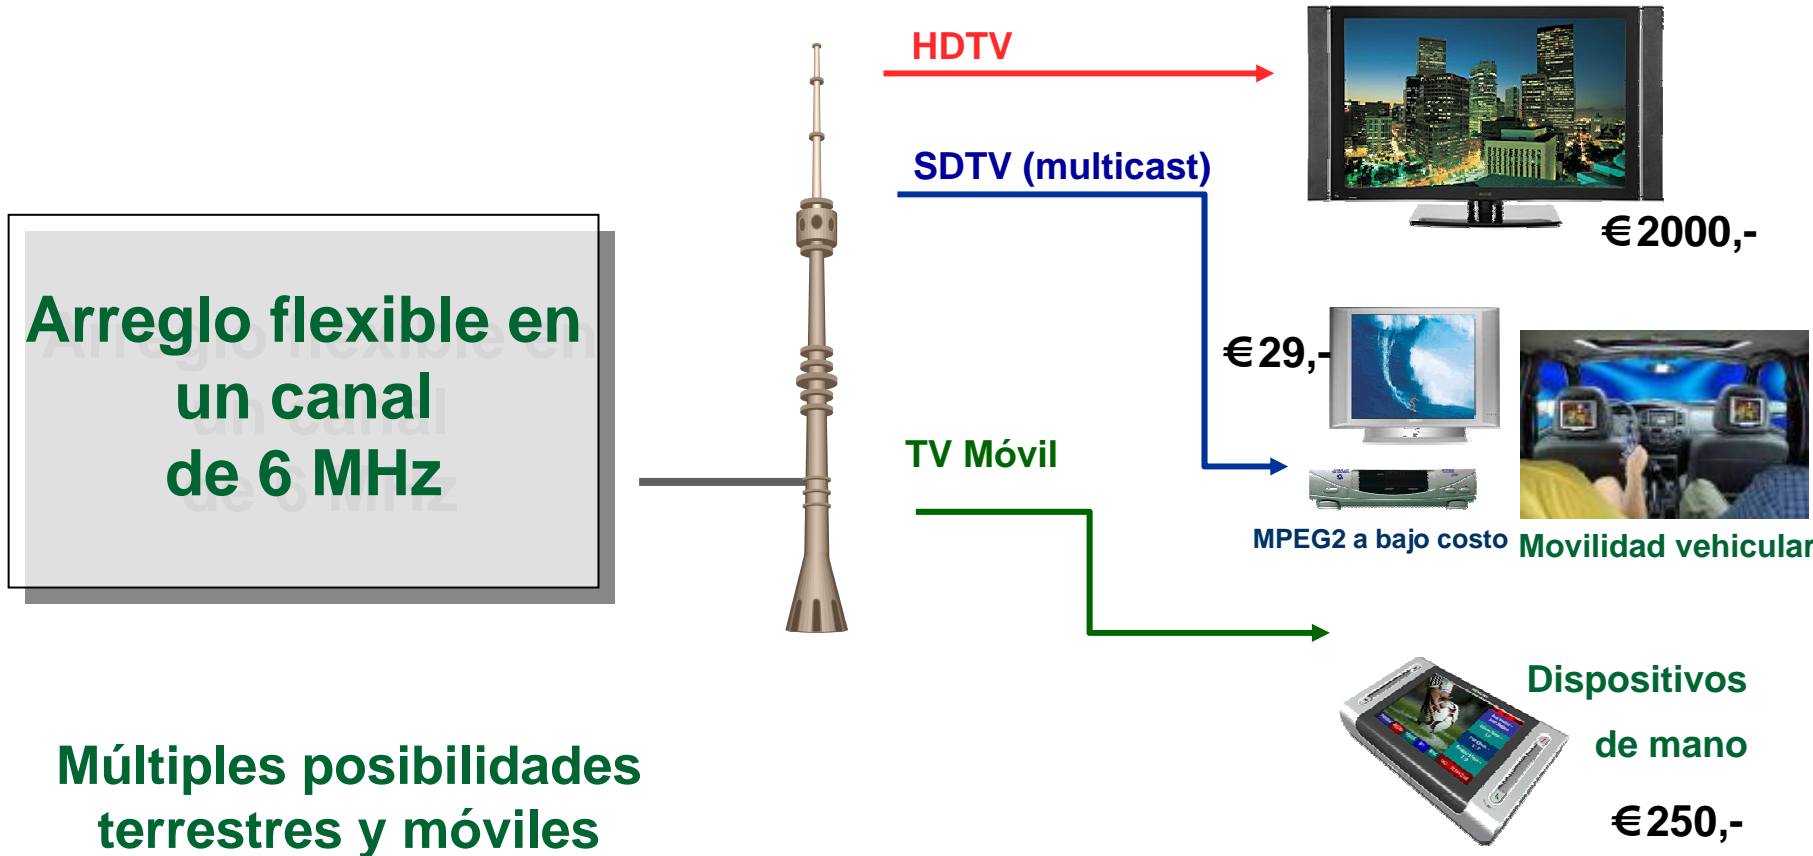 HDTV
SDTV (multicast)
€2000,-
Arreglo flexible en
un canal
de 6 MHz
€29,-
TV Móvil
MPEG2 a bajo costo
Movilidad vehicular
Dispositivos
de mano
€250,-
Múltiples posibilidades
terrestres y móviles